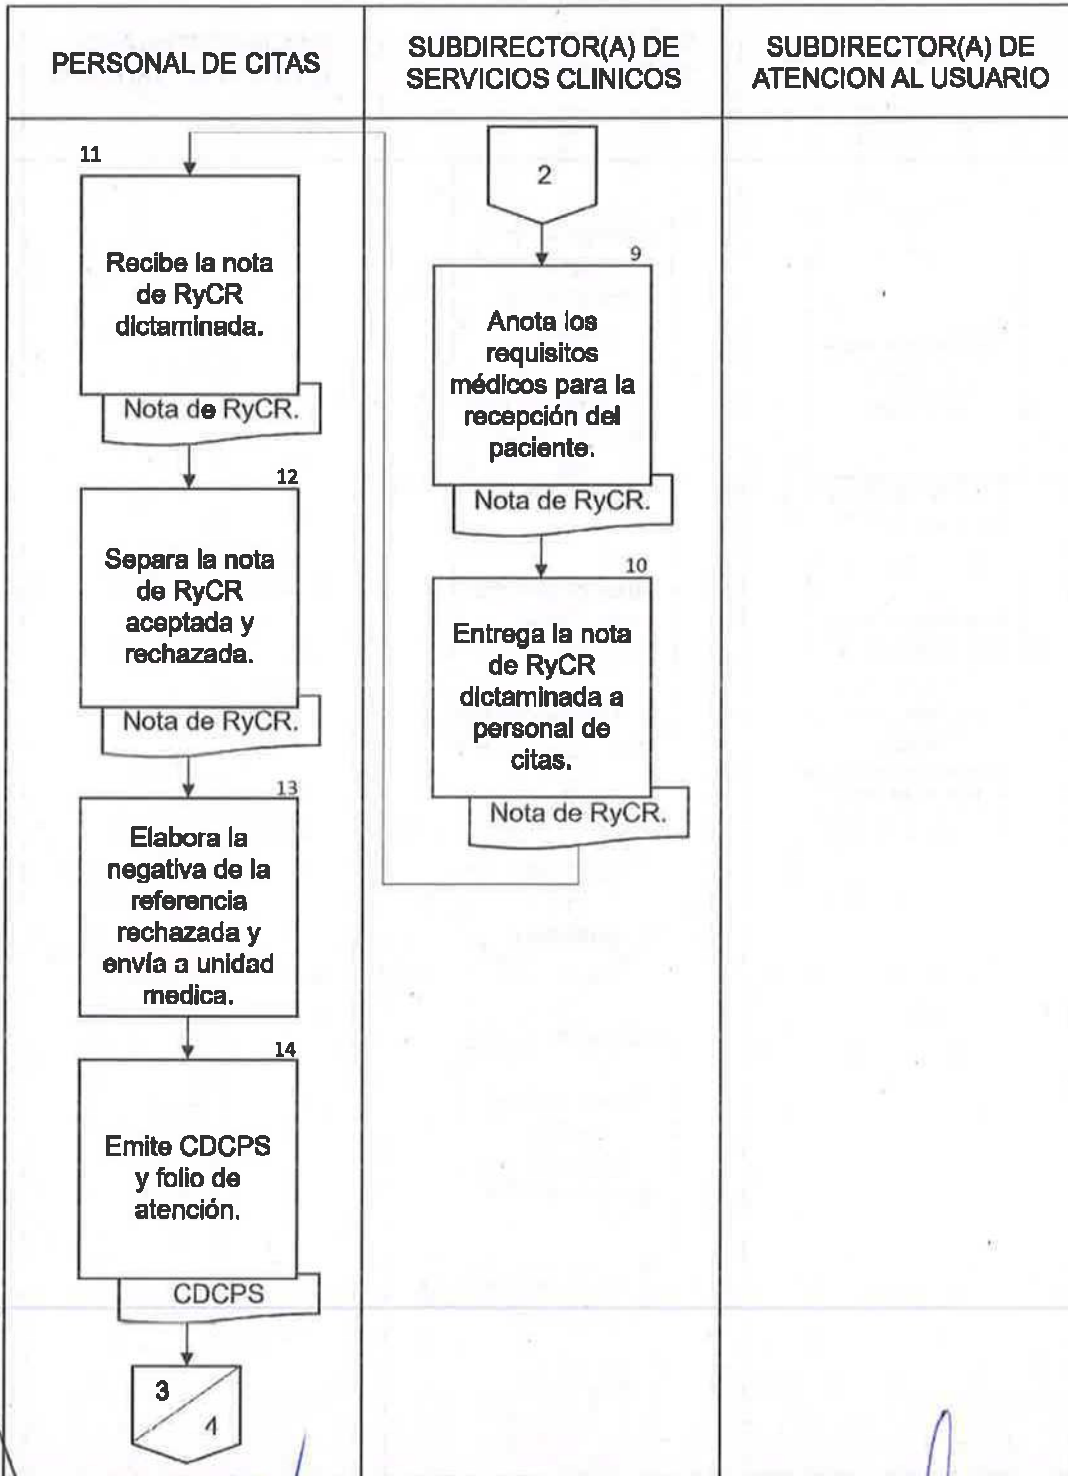 PERSONAL DE CITAS
SUBDIRECTOR(A) DE
SERVICIOS CLINICOS
SUBDIRECTOR(A) DE
ATENCION AL USUARIO
2
9
Anota los
requisitos
médicos para la
recepción del
paciente.
Nota de RyCR.
10
Entrega la nota
de RyCR
dictaminada a
personal de
citas.
Nota de RyCR.
11
Recibe la nota
de RyCR
dictaminada.
Nota de RyCR.
12
Separa la nota
de RyCR
aceptada y
rechazada.
Nota de RyCR.
13
Elabora la
negativa de la
referencia
rechazada y
envía a unidad
medica.
14
Emite CDCPS
y folio de
atención.
CDCPS
3
4